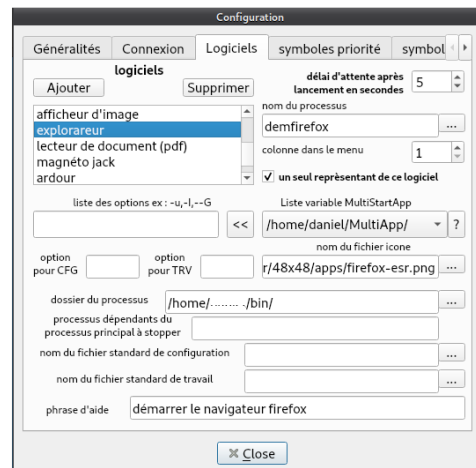 Configuration
Généralités Connexion Logiciels symboles priorité symbol
logiciels
Ajouter Supprimer
délai d'attente après
lancement en secondes 5
afficheur d'image
explorareur
lecteur de document (pdf)
magnéto jack
ardour
nom du processus
demfirefox ...
colonne dans le menu 1
un seul reprèsentant de ce logiciel
liste des options ex : -u,-I,--G Liste variable MultiStartApp
<< /home/daniel/MultiApp/ ?
nom du fichier icone
option
pour CFG
option
pour TRV
r/48x48/apps/firefox-esr.png ...
dossier du processus /home/......... /bin/
processus dépendants du
processus principal à stopper
nom du fichier standard de configuration ...
nom du fichier standard de travail ...
phrase d'aide démarrer le navigateur firefox
Close